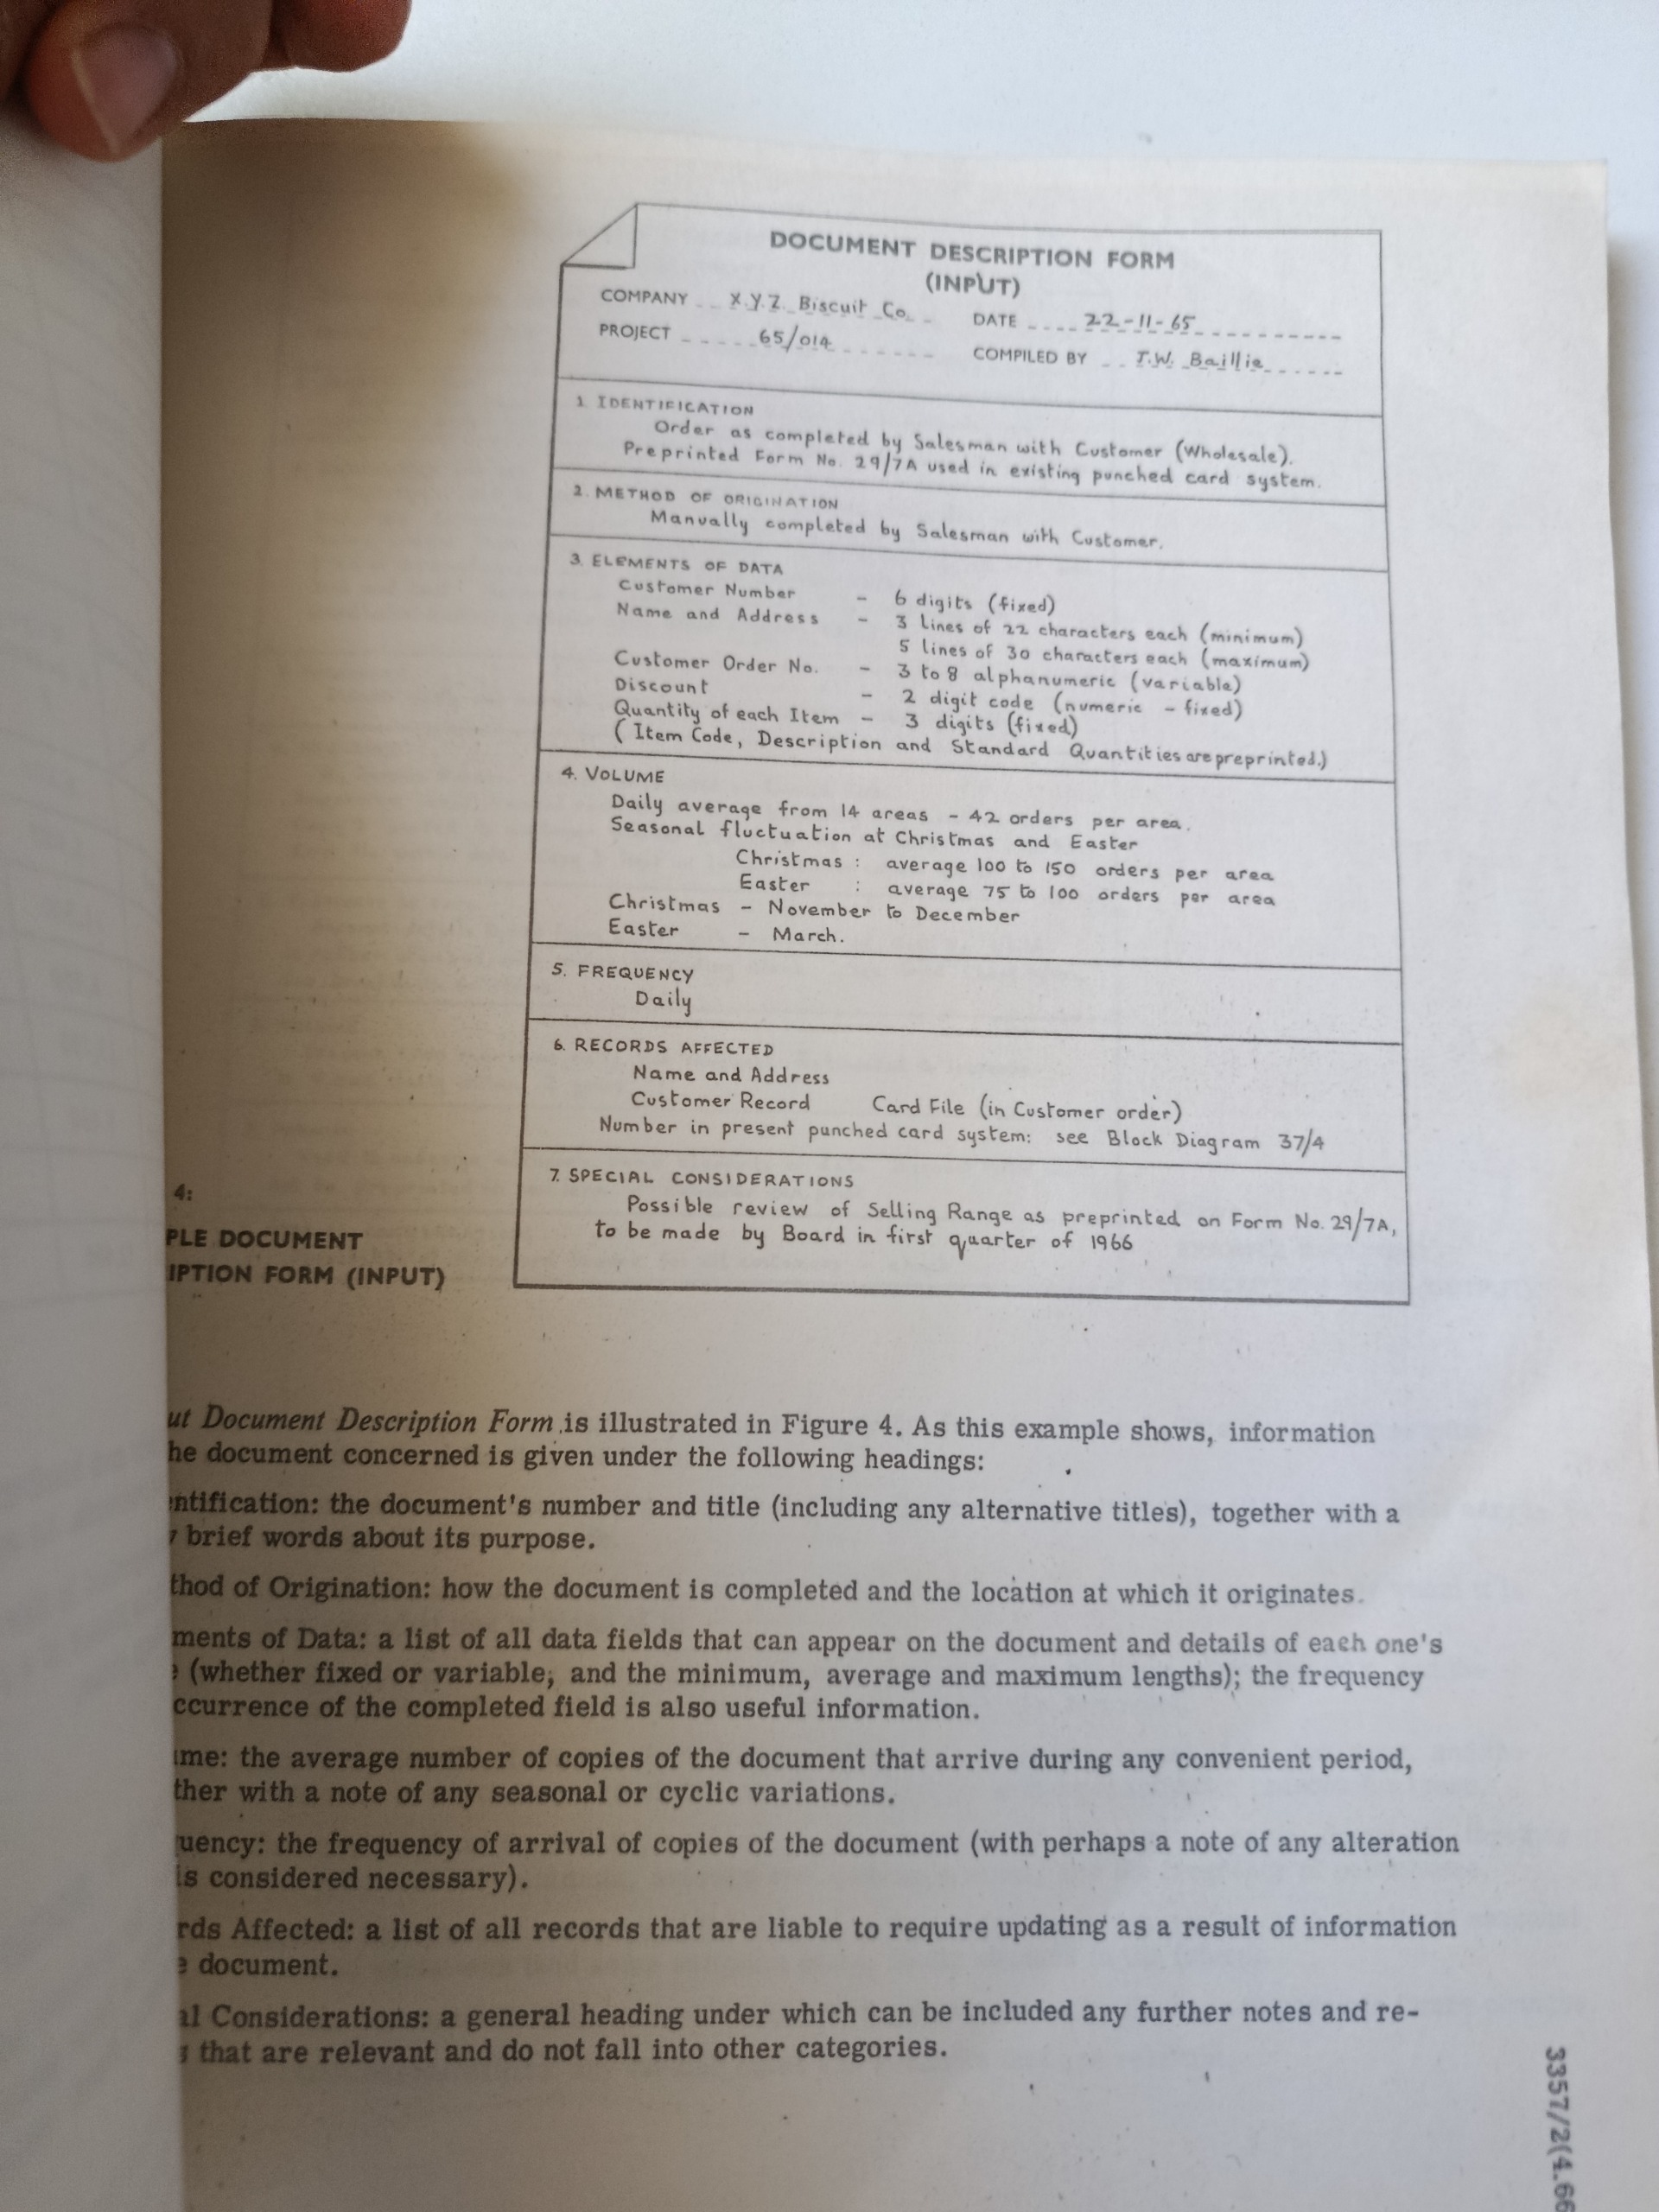 DOCUMENT DESCRIPTION FORM
(INPUT)
COMPANY X.Y.Z. Biscuit Co.
DATE 22-11-65
PROJECT 65/014
COMPILED BY T.W. Baillie
1. IDENTIFICATION
Order as completed by Salesman with Customer (Wholesale).
Preprinted Form No. 29/7A used in existing punched card system.
2. METHOD OF ORIGINATION
Manually completed by Salesman with Customer.
3. ELEMENTS OF DATA
Customer Number - 6 digits (fixed)
Name and Address - 3 lines of 22 characters each (minimum)
5 lines of 30 characters each (maximum)
Customer Order No. - 3 to 8 alphanumeric (variable)
Discount - 2 digit code (numeric - fixed)
Quantity of each Item - 3 digits (fixed)
(Item Code, Description and Standard Quantities are preprinted.)
4. VOLUME
Daily average from 14 areas - 42 orders per area.
Seasonal fluctuation at Christmas and Easter
Christmas : average 100 to 150 orders per area
Easter : average 75 to 100 orders per area
Christmas - November to December
Easter - March.
5. FREQUENCY
Daily
6. RECORDS AFFECTED
Name and Address
Customer Record Card File (in Customer order)
Number in present punched card system: see Block Diagram 37/4
7. SPECIAL CONSIDERATIONS
Possible review of Selling Range as preprinted on Form No. 29/7A,
to be made by Board in first quarter of 1966
4:
PLE DOCUMENT
IPTION FORM (INPUT)
ut Document Description Form is illustrated in Figure 4. As this example shows, information
he document concerned is given under the following headings:
ntification: the document's number and title (including any alternative titles), together with a
brief words about its purpose.
thod of Origination: how the document is completed and the location at which it originates.
ments of Data: a list of all data fields that can appear on the document and details of each one's
(whether fixed or variable, and the minimum, average and maximum lengths); the frequency
ccurrence of the completed field is also useful information.
me: the average number of copies of the document that arrive during any convenient period,
ther with a note of any seasonal or cyclic variations.
uency: the frequency of arrival of copies of the document (with perhaps a note of any alteration
is considered necessary).
rds Affected: a list of all records that are liable to require updating as a result of information
document.
al Considerations: a general heading under which can be included any further notes and re-
that are relevant and do not fall into other categories.
3357/2(4.66